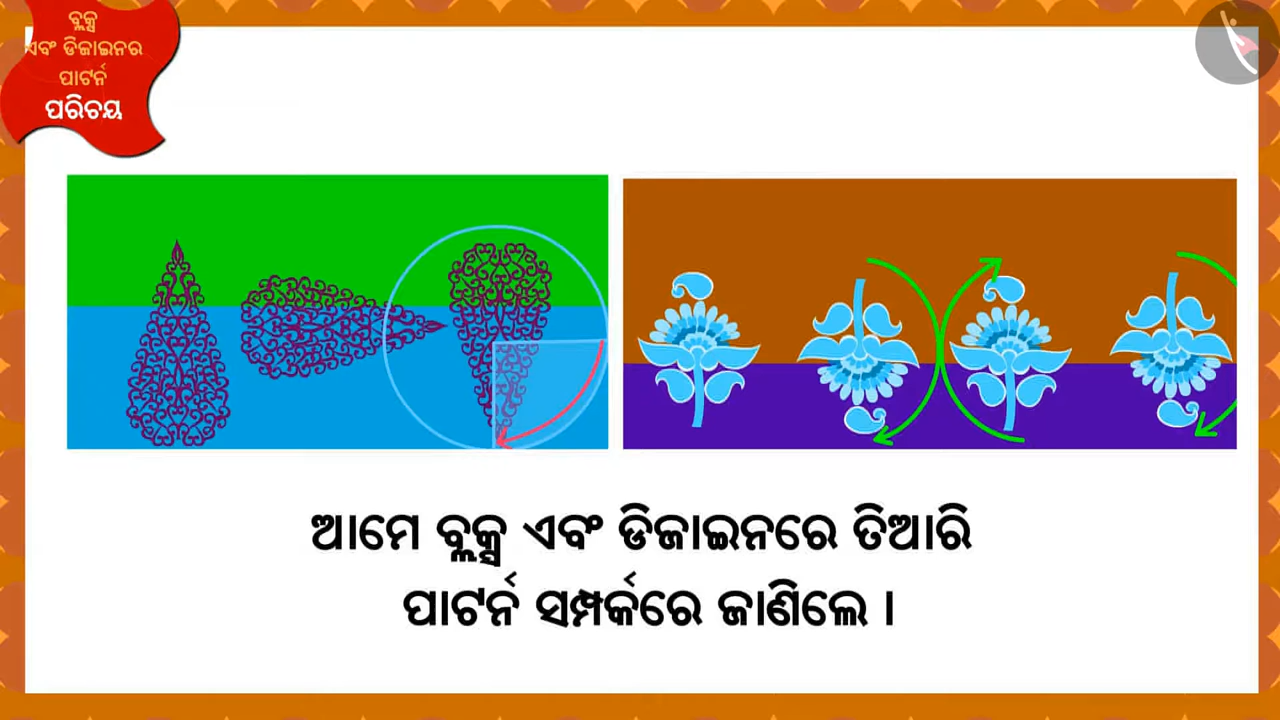 ବ୍ଲକ୍ସ
ଏବଂ ଡିଜାଇନର
ପାଟର୍ନ
ପରିଚୟ
ଆମେ ବ୍ଲକ୍ସ ଏବଂ ଡିଜାଇନରେ ତିଆରି
ପାଟର୍ନ ସମ୍ପର୍କରେ ଜାଣିଲେ ।